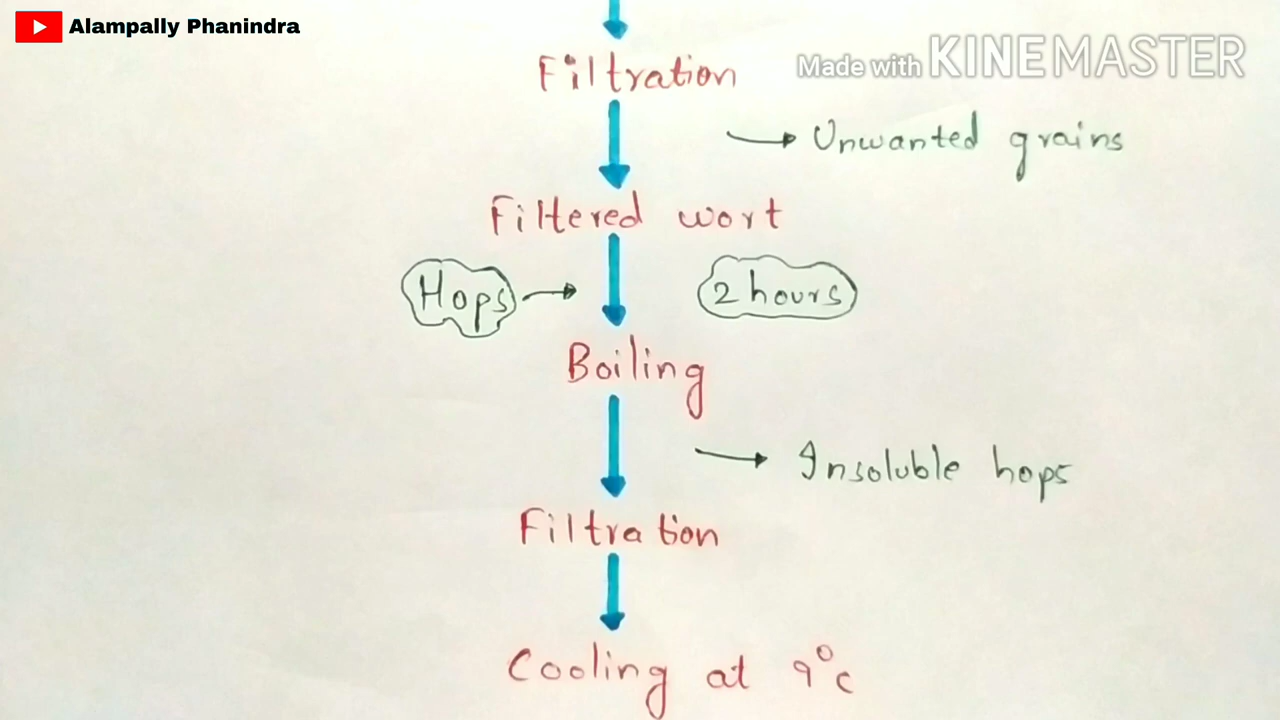 Alampally Phanindra
Made with KINEMASTER
Filtration
Unwanted grains
Filtered wort
Hops
2 hours
Boiling
Insoluble hops
Filtration
Cooling at 9°c